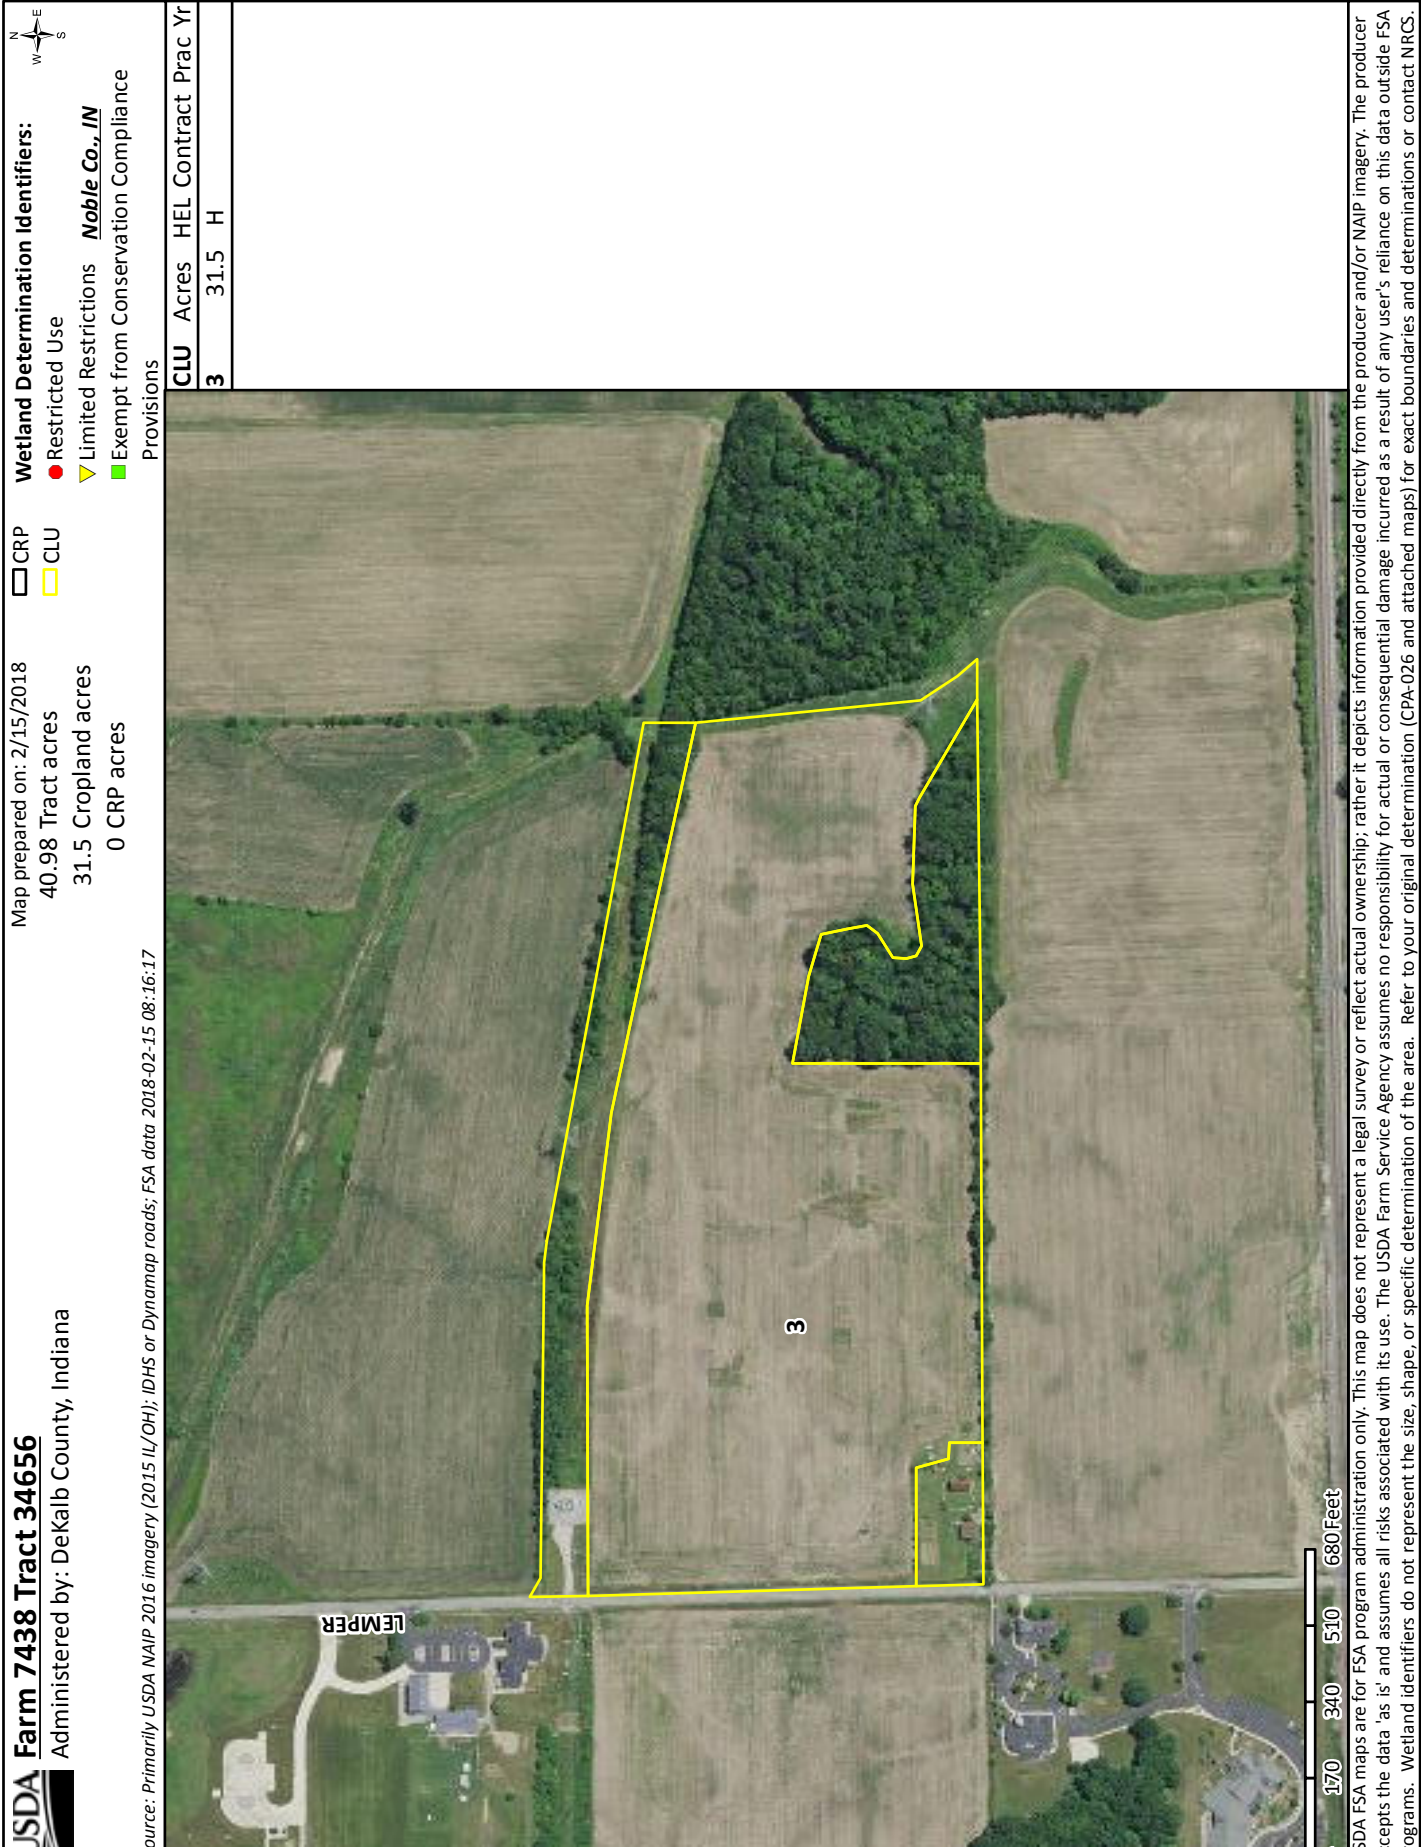 USDA Farm 7438 Tract 34656
Administered by: DeKalb County, Indiana
Map prepared on: 2/15/2018
40.98 Tract acres
31.5 Cropland acres
0 CRP acres
CRP
CLU
Wetland Determination Identifiers:
Restricted Use
Limited Restrictions Noble Co., IN
Exempt from Conservation Compliance
Provisions
N
W E
S
ource: Primarily USDA NAIP 2016 imagery (2015 IL/OH); IDHS or Dynamap roads; FSA data 2018-02-15 08:16:17
CLU Acres HEL Contract Prac Yr
3 31.5 H
LEMPER
3
170 340 510 680 Feet
SDA FSA maps are for FSA program administration only. This map does not represent a legal survey or reflect actual ownership; rather it depicts information provided directly from the producer and/or NAIP imagery. The producer
cepts the data 'as is' and assumes all risks associated with its use. The USDA Farm Service Agency assumes no responsibility for actual or consequential damage incurred as a result of any user's reliance on this data outside FSA
ograms. Wetland identifiers do not represent the size, shape, or specific determination of the area. Refer to your original determination (CPA-026 and attached maps) for exact boundaries and determinations or contact NRCS.